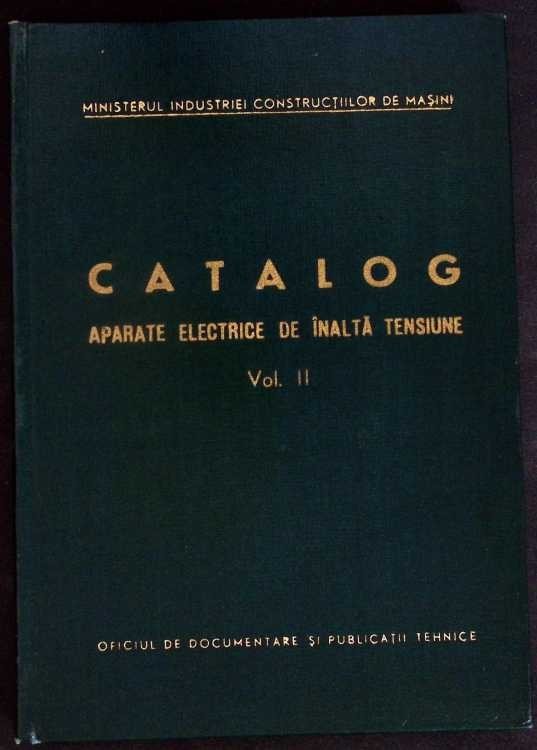 MINISTERUL INDUSTRIEI CONSTRUCȚIILOR DE MAȘINI
CATALOG
APARATE ELECTRICE DE ÎNALTĂ TENSIUNE
Vol. II
OFICIUL DE DOCUMENTARE ȘI PUBLICAȚII TEHNICE